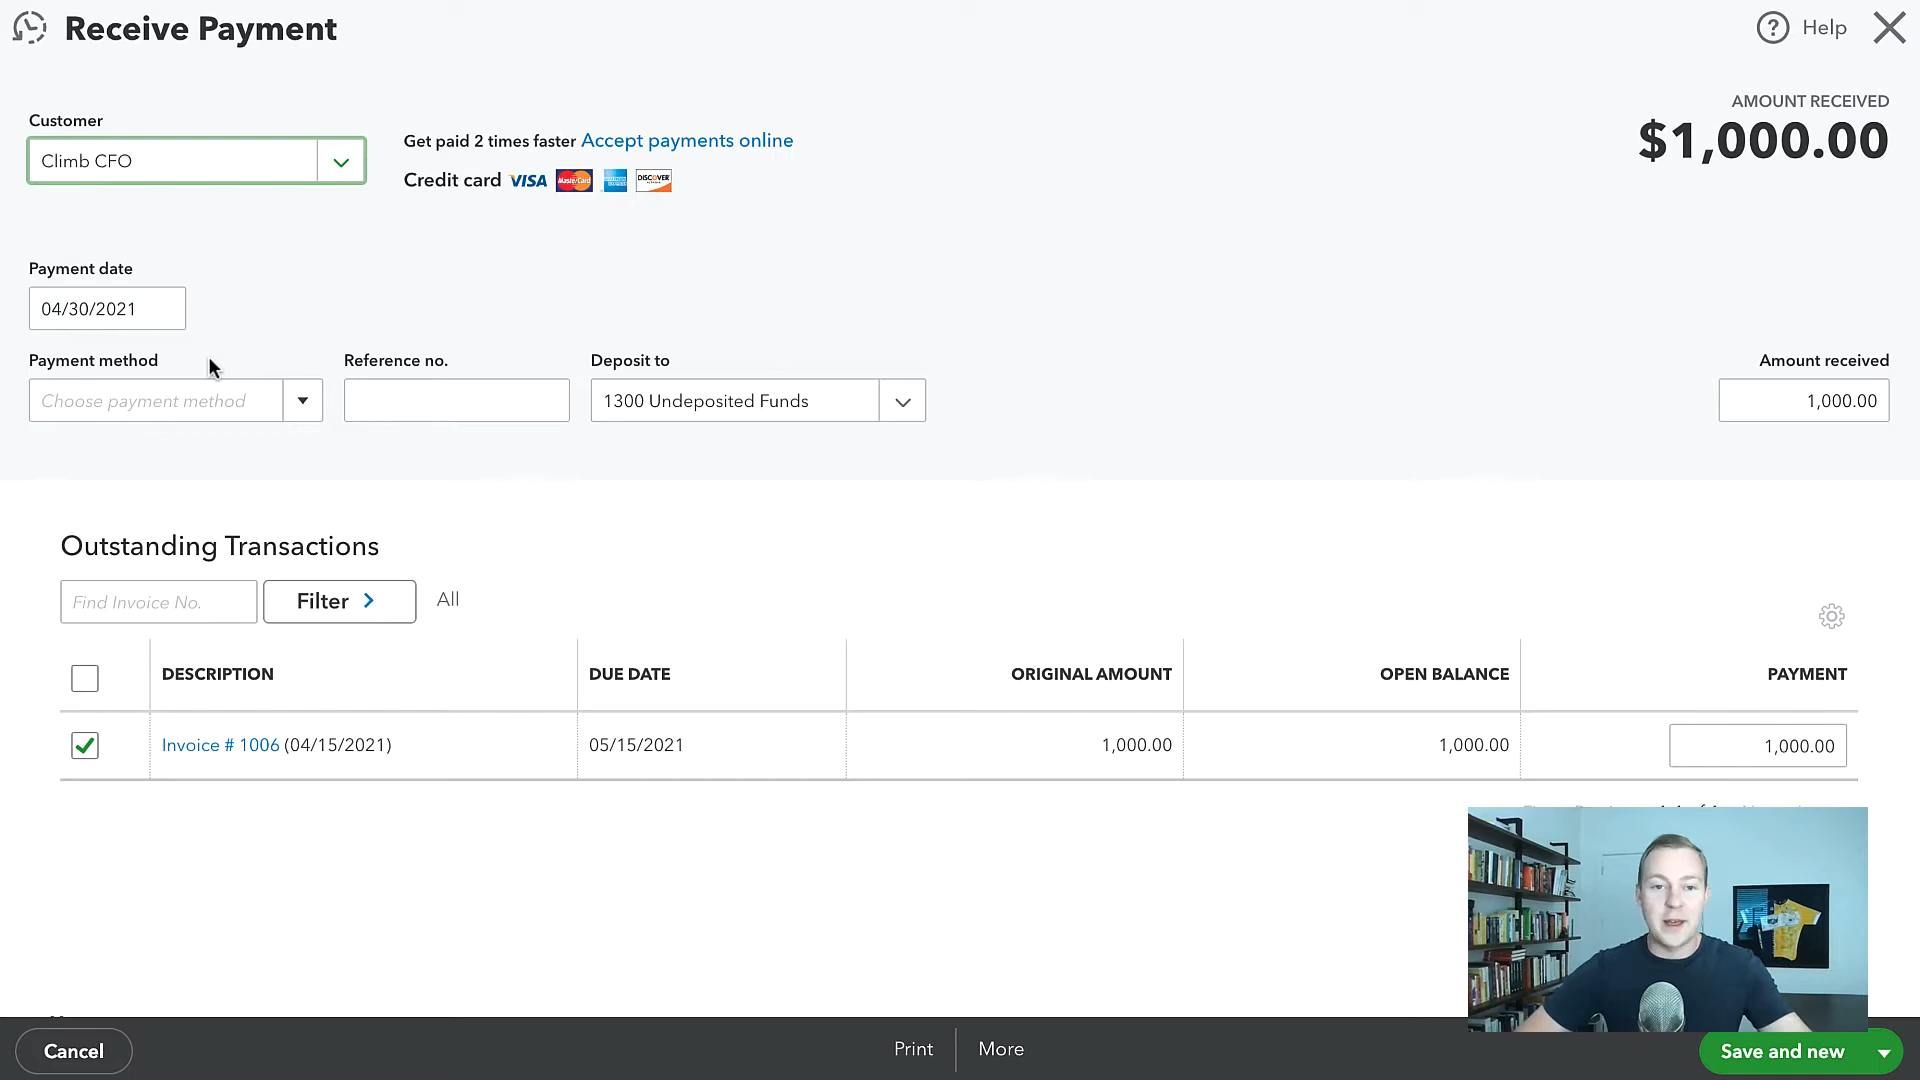 Receive Payment
Help
Customer
Climb CFO
Get paid 2 times faster Accept payments online
Credit card VISA MasterCard DISCOVER
AMOUNT RECEIVED
$1,000.00
Payment date
04/30/2021
Payment method
Choose payment method
Reference no.
Deposit to
1300 Undeposited Funds
Amount received
1,000.00
Outstanding Transactions
Find Invoice No.
Filter
All
DESCRIPTION DUE DATE ORIGINAL AMOUNT OPEN BALANCE PAYMENT
Invoice # 1006 (04/15/2021) 05/15/2021 1,000.00 1,000.00 1,000.00
Cancel
Print
More
Save and new